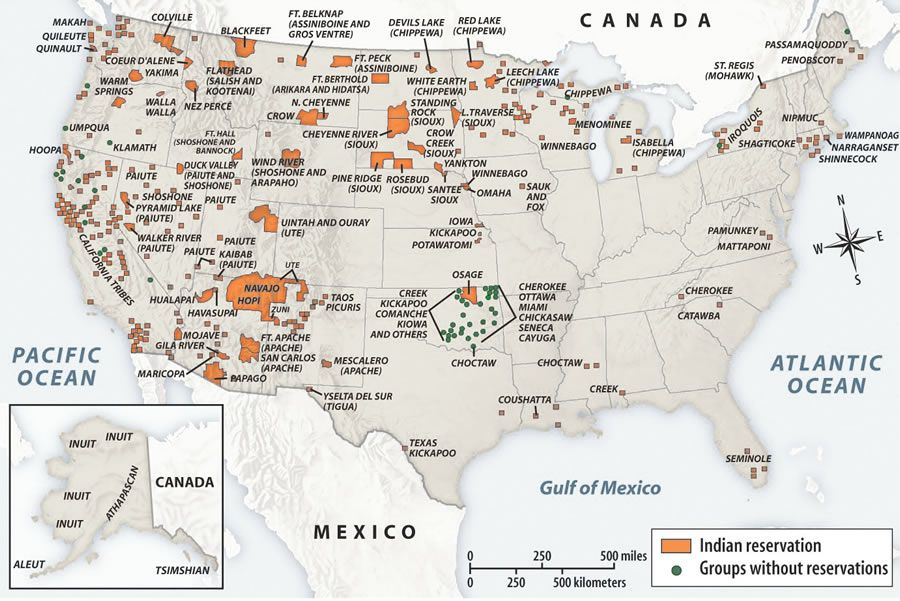 CANADA
MAKAH
QUILEUTE
QUINAULT
COLVILLE
BLACKFEET
FT. BELKNAP
(ASSINIBOINE AND
GROS VENTRE)
DEVILS LAKE
(CHIPPEWA)
RED LAKE
(CHIPPEWA)
PASSAMAQUODDY
PENOBSCOT
ST. REGIS
(MOHAWK)
COEUR D'ALENE
YAKIMA
FLATHEAD
(SALISH AND
KOOTENAI)
FT. PECK
(ASSINIBOINE)
FT. BERTHOLD
(ARIKARA AND HIDATSA)
WHITE EARTH
(CHIPPEWA)
LEECH LAKE
(CHIPPEWA)
CHIPPEWA
WARM
SPRINGS
WALLA
WALLA
NEZ PERCÉ
N. CHEYENNE
CROW
STANDING
ROCK
(SIOUX)
L. TRAVERSE
(SIOUX)
MENOMINEE
IROQUOIS
NIPMUC
UMPQUA
KLAMATH
FT. HALL
(SHOSHONE AND
BANNOCK)
CHEYENNE RIVER
(SIOUX)
CROW
CREEK
(SIOUX)
WINNEBAGO
ISABELLA
(CHIPPEWA)
SHAGTICOKE
WAMPANOAG
NARRAGANSET
SHINNECOCK
HOOPA
PAIUTE
DUCK VALLEY
(PAIUTE AND
SHOSHONE)
WIND RIVER
(SHOSHONE AND
ARAPAHO)
PINE RIDGE
(SIOUX)
ROSEBUD
(SIOUX)
YANKTON
WINNEBAGO
SANTEE
SIOUX
OMAHA
SAUK
AND
FOX
SHOSHONE
PYRAMID LAKE
(PAIUTE)
PAIUTE
UINTAH AND OURAY
(UTE)
IOWA
KICKAPOO
POTAWATOMI
PAMUNKEY
MATTAPONI
WALKER RIVER
(PAIUTE)
PAIUTE
PAIUTE
KAIBAB
(PAIUTE)
UTE
CALIFORNIA TRIBES
NAVAJO
HOPI
HUALAPAI
HAVASUPAI
ZUNI
TAOS
PICURIS
OSAGE
CREEK
KICKAPOO
COMANCHE
KIOWA
AND OTHERS
CHEROKEE
OTTAWA
MIAMI
CHICKASAW
SENECA
CAYUGA
CHEROKEE
CATAWBA
MOJAVE
GILA RIVER
FT. APACHE
(APACHE)
SAN CARLOS
(APACHE)
MARICOPA
PAPAGO
MESCALERO
(APACHE)
CHOCTAW
CHOCTAW
CREEK
YSELTA DEL SUR
(TIGUA)
COUSHATTA
TEXAS
KICKAPOO
SEMINOLE
PACIFIC
OCEAN
ATLANTIC
OCEAN
Gulf of Mexico
MEXICO
N
W
E
S
INUIT
INUIT
INUIT
INUIT
ATHAPASCAN
CANADA
ALEUT
TSIMSHIAN
0 250 500 miles
0 250 500 kilometers
Indian reservation
Groups without reservations